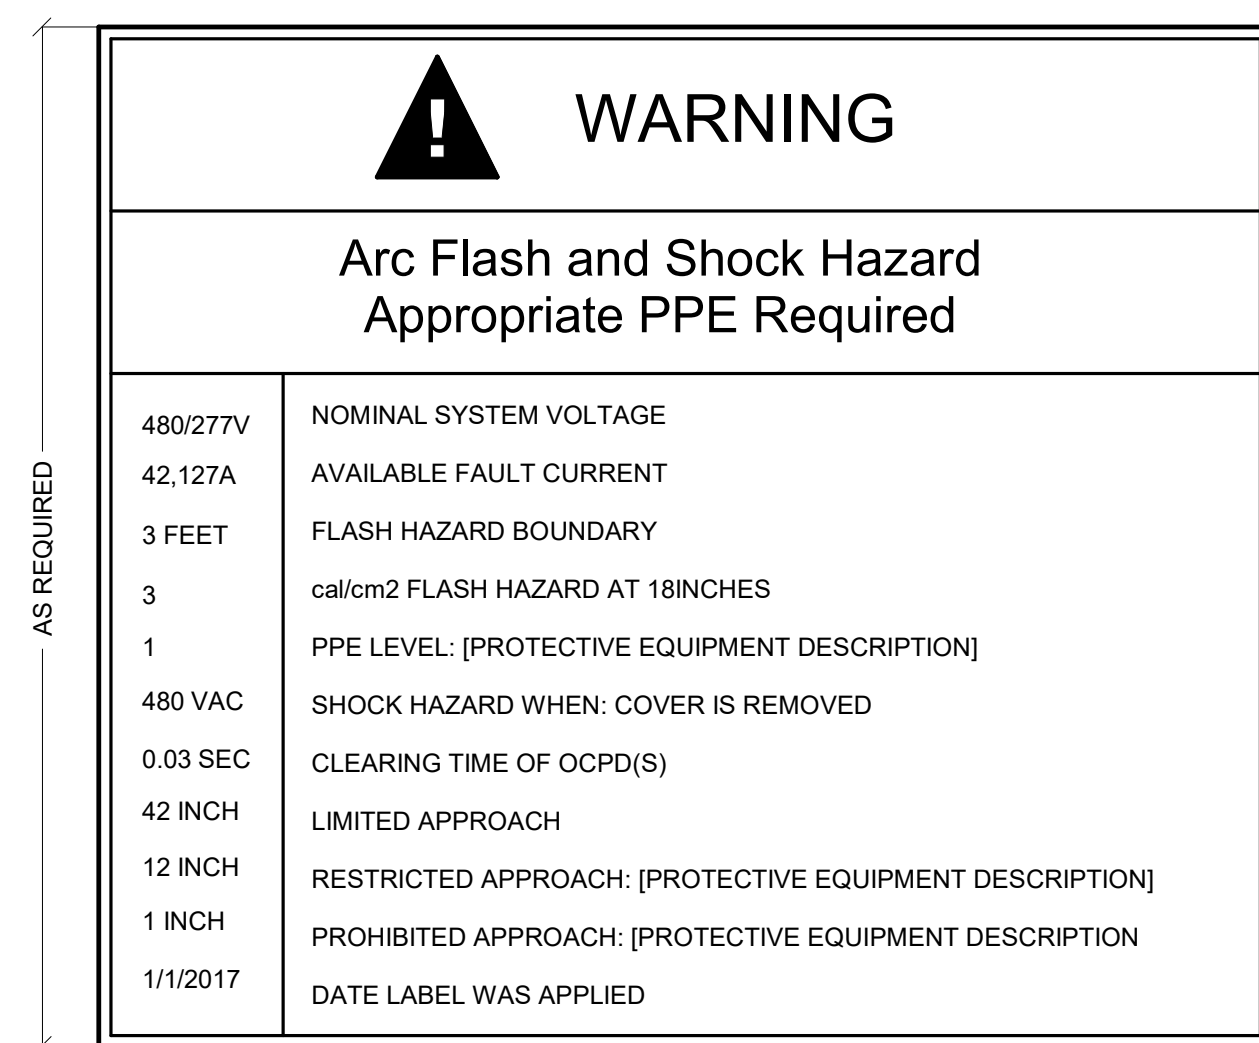 WARNING
Arc Flash and Shock Hazard
Appropriate PPE Required
480/277V NOMINAL SYSTEM VOLTAGE
42,127A AVAILABLE FAULT CURRENT
3 FEET FLASH HAZARD BOUNDARY
3 cal/cm2 FLASH HAZARD AT 18INCHES
1 PPE LEVEL: [PROTECTIVE EQUIPMENT DESCRIPTION]
480 VAC SHOCK HAZARD WHEN: COVER IS REMOVED
0.03 SEC CLEARING TIME OF OCPD(S)
42 INCH LIMITED APPROACH
12 INCH RESTRICTED APPROACH: [PROTECTIVE EQUIPMENT DESCRIPTION]
1 INCH PROHIBITED APPROACH: [PROTECTIVE EQUIPMENT DESCRIPTION
1/1/2017 DATE LABEL WAS APPLIED
AS REQUIRED